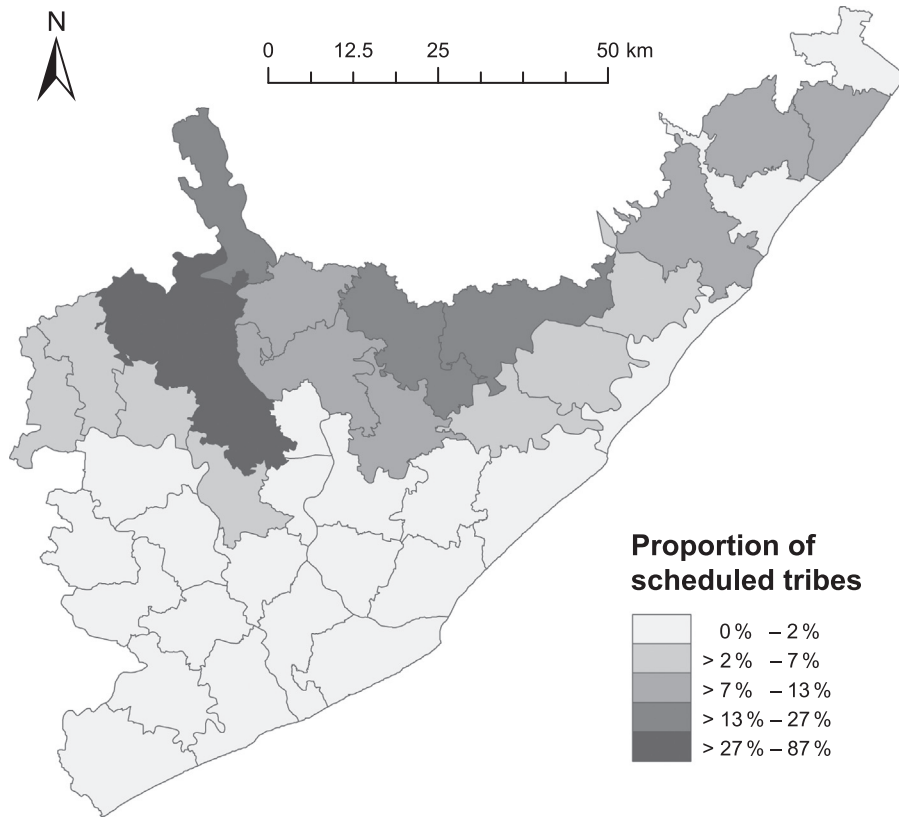 N
0 12.5 25 50 km
Proportion of
scheduled tribes
0 % – 2 %
> 2 % – 7 %
> 7 % – 13 %
> 13 % – 27 %
> 27 % – 87 %